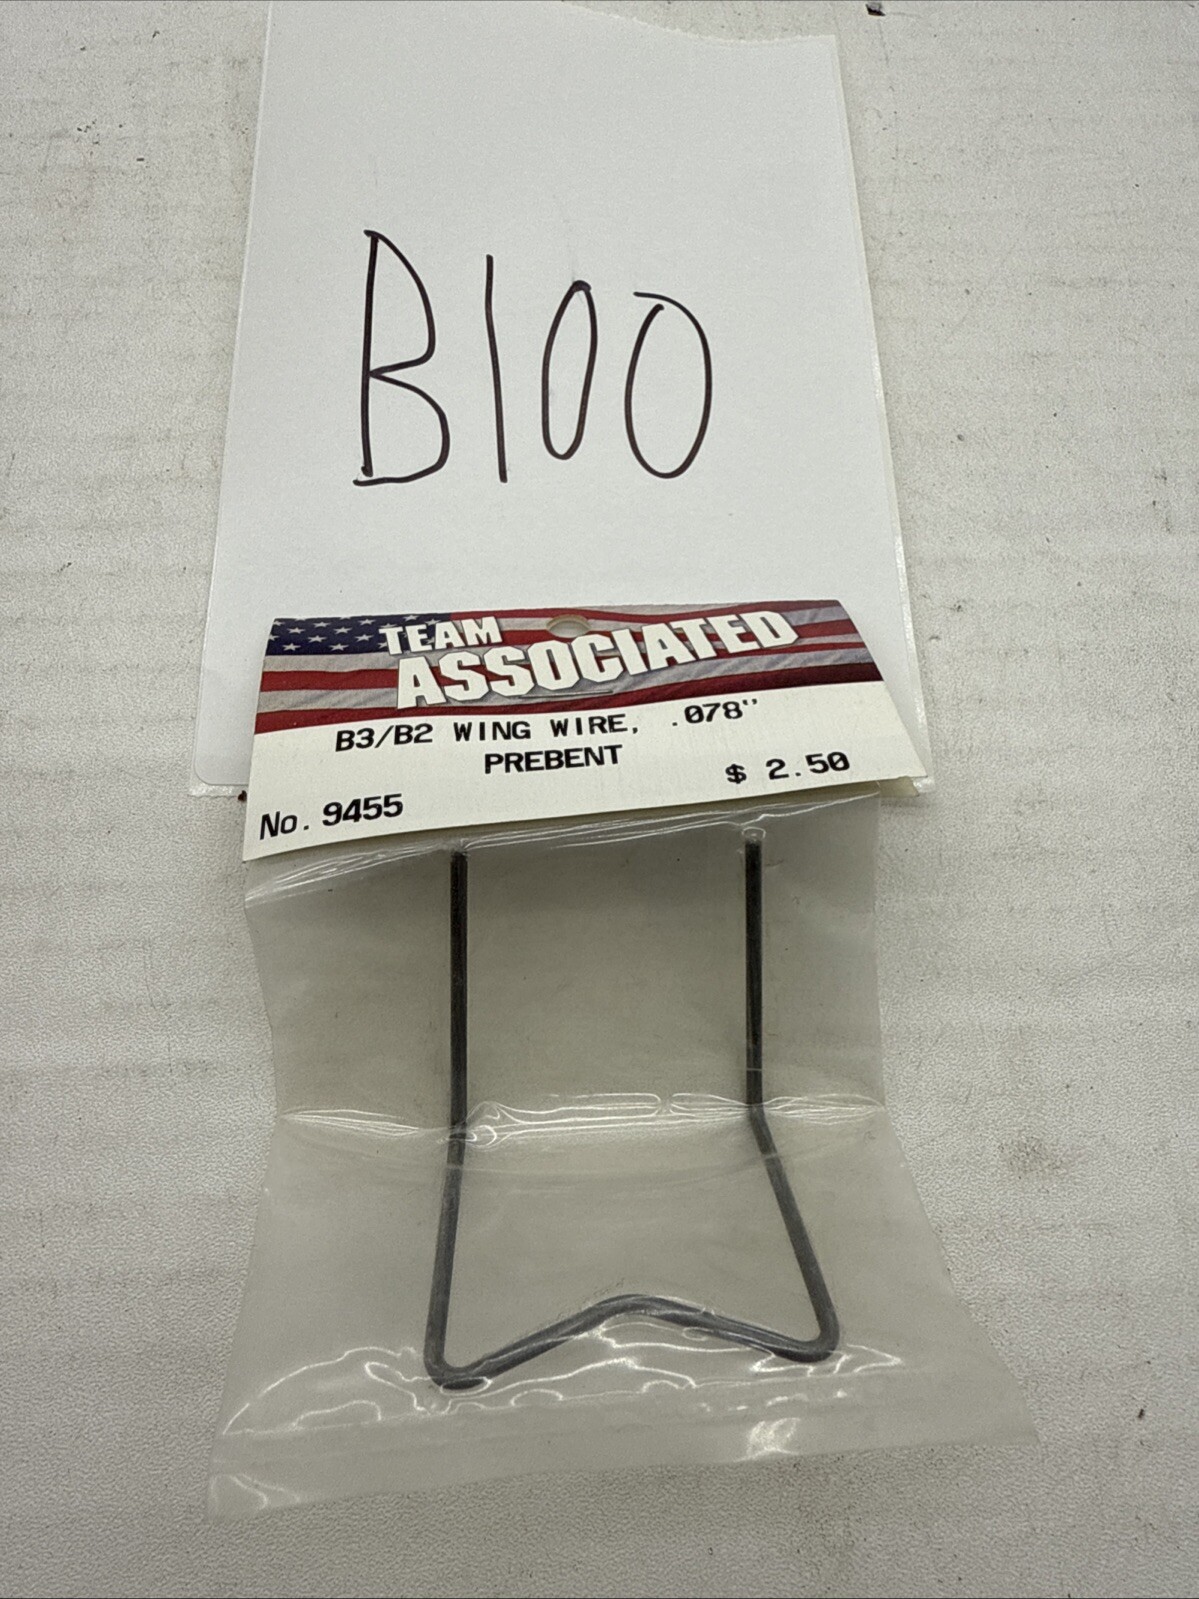 B100
TEAM
ASSOCIATED
B3/B2 WING WIRE, .078"
PREBENT
$ 2.50
No. 9455